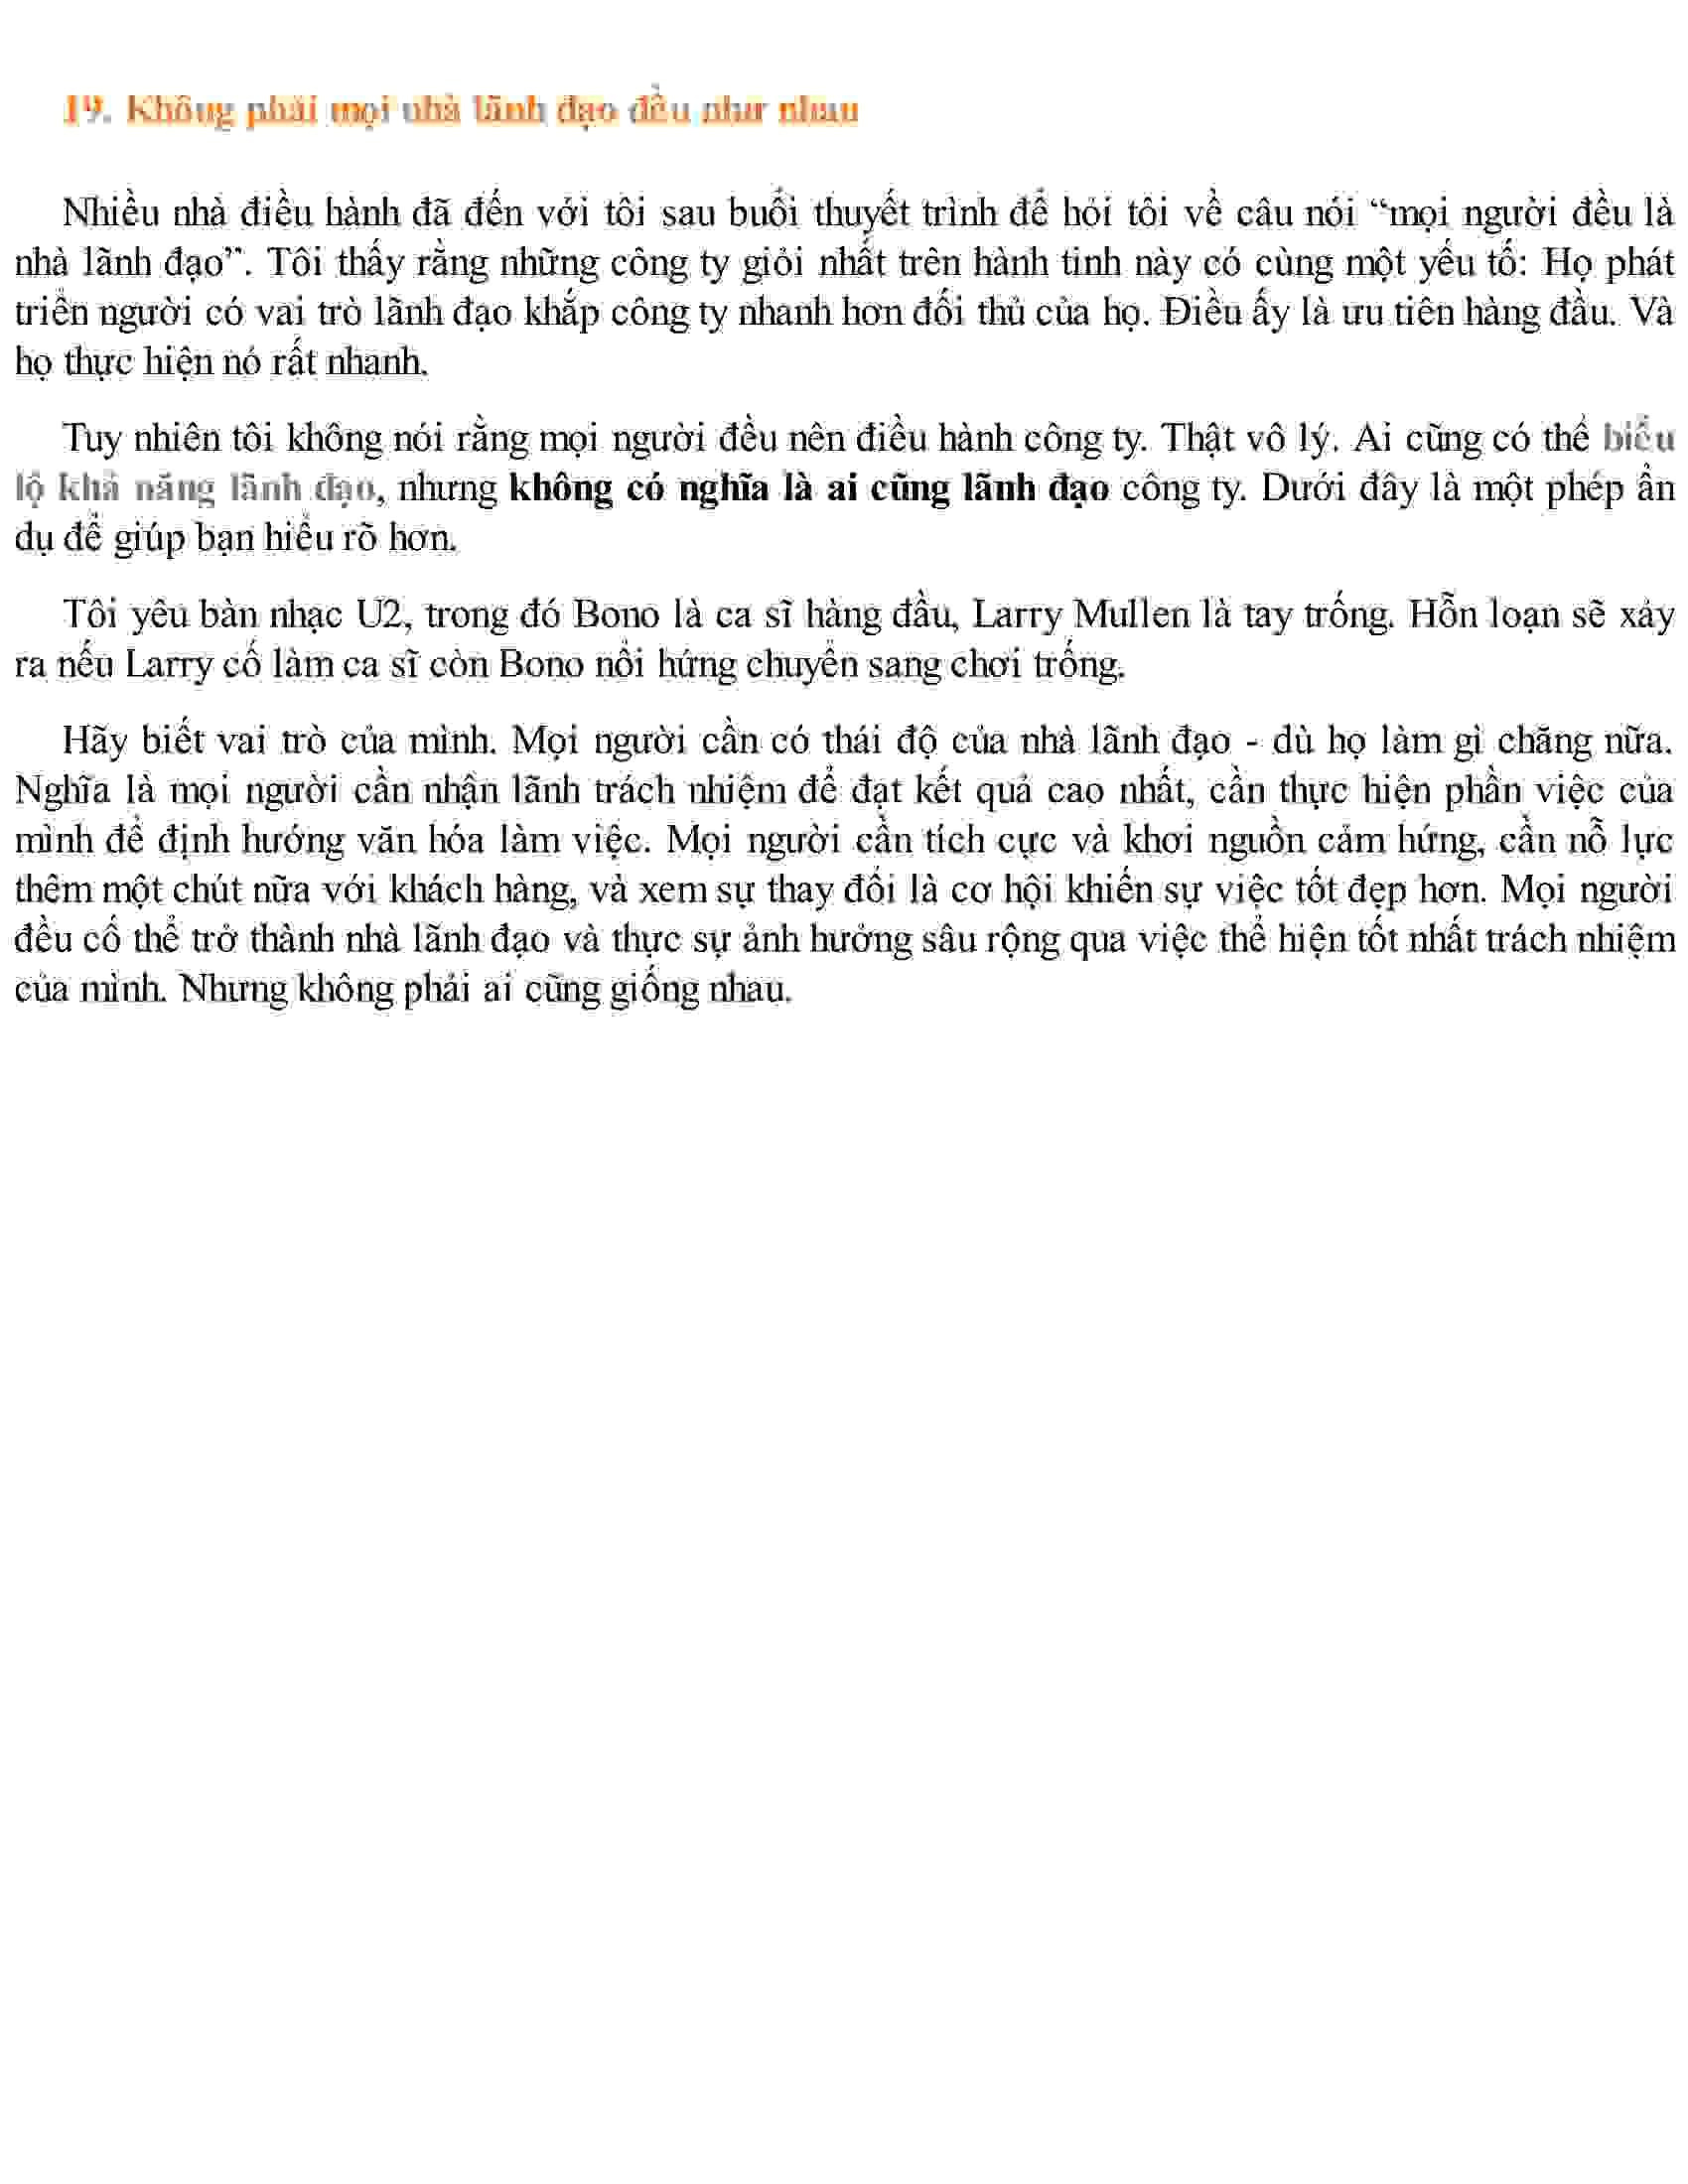 19. Không phải mọi nhà lãnh đạo đều như nhau
Nhiều nhà điều hành đã đến với tôi sau buổi thuyết trình để hỏi tôi về câu nói “mọi người đều là
nhà lãnh đạo”. Tôi thấy rằng những công ty giỏi nhất trên hành tinh này có cùng một yếu tố: Họ phát
triển người có vai trò lãnh đạo khắp công ty nhanh hơn đối thủ của họ. Điều ấy là ưu tiên hàng đầu. Và
họ thực hiện nó rất nhanh.
Tuy nhiên tôi không nói rằng mọi người đều nên điều hành công ty. Thật vô lý. Ai cũng có thể biểu
lộ khả năng lãnh đạo, nhưng không có nghĩa là ai cũng lãnh đạo công ty. Dưới đây là một phép ẩn
dụ để giúp bạn hiểu rõ hơn.
Tôi yêu bàn nhạc U2, trong đó Bono là ca sĩ hàng đầu, Larry Mullen là tay trống. Hỗn loạn sẽ xảy
ra nếu Larry cố làm ca sĩ còn Bono nổi hứng chuyển sang chơi trống.
Hãy biết vai trò của mình. Mọi người cần có thái độ của nhà lãnh đạo - dù họ làm gì chăng nữa.
Nghĩa là mọi người cần nhận lãnh trách nhiệm để đạt kết quả cao nhất, cần thực hiện phần việc của
mình để định hướng văn hóa làm việc. Mọi người cần tích cực và khơi nguồn cảm hứng, cần nỗ lực
thêm một chút nữa với khách hàng, và xem sự thay đổi là cơ hội khiến sự việc tốt đẹp hơn. Mọi người
đều cố thể trở thành nhà lãnh đạo và thực sự ảnh hưởng sâu rộng qua việc thể hiện tốt nhất trách nhiệm
của mình. Nhưng không phải ai cũng giống nhau.